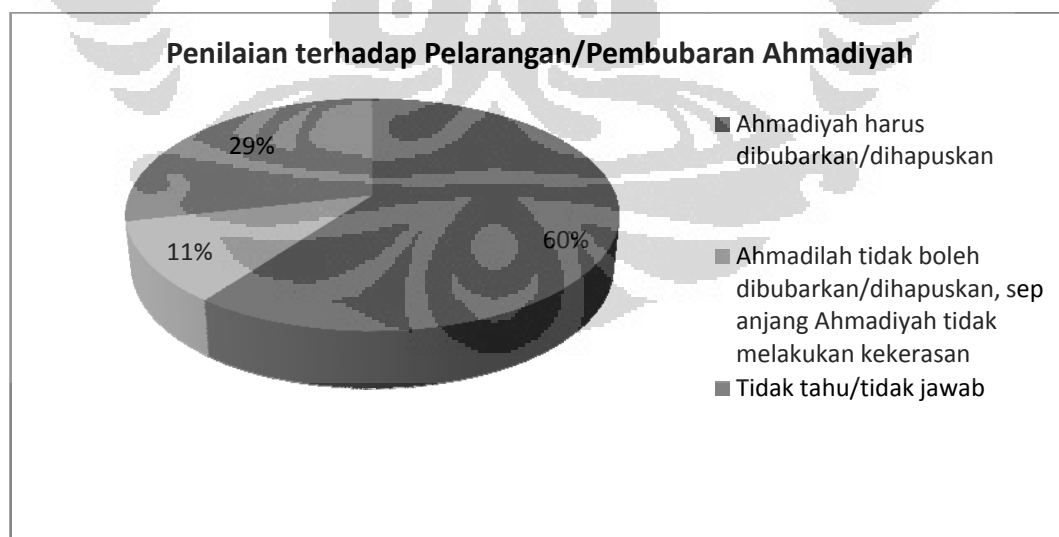 Penilaian terhadap Pelarangan/Pembubaran Ahmadiyah
29%
11%
60%
Ahmadiyah harus
dibubarkan/dihapuskan
Ahmadilah tidak boleh
dibubarkan/dihapuskan, sep
anjang Ahmadiyah tidak
melakukan kekerasan
Tidak tahu/tidak jawab